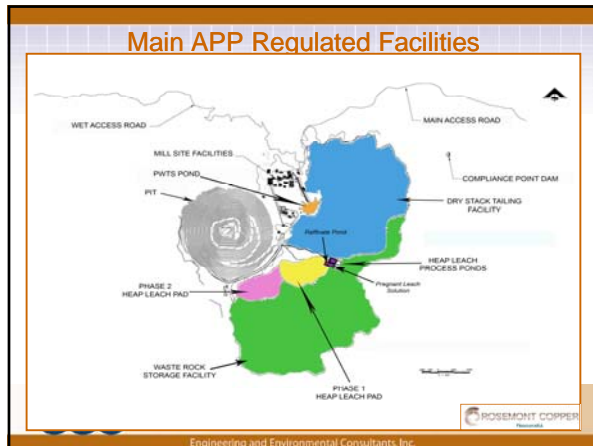 Main APP Regulated Facilities
WET ACCESS ROAD
MAIN ACCESS ROAD
MILL SITE FACILITIES
PWTS POND
PIT
COMPLIANCE POINT DAM
DRY STACK TAILING
FACILITY
Raffinate Pond
HEAP LEACH
PROCESS PONDS
Pregnant Leach
Solution
PHASE 2
HEAP LEACH PAD
WASTE ROCK
STORAGE FACILITY
PHASE 1
HEAP LEACH PAD
ROSEMONT COPPER
Engineering and Environmental Consultants, Inc.